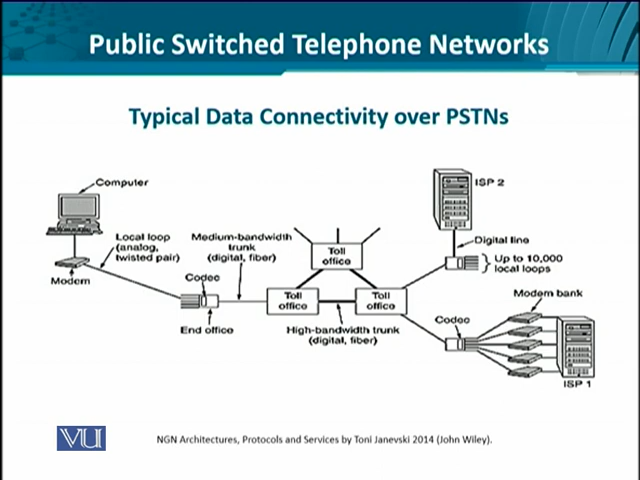 Public Switched Telephone Networks
Typical Data Connectivity over PSTNs
Computer
Local loop
(analog,
twisted pair)
Modem
Medium-bandwidth
trunk
(digital, fiber)
Codec
End office
Toll
office
Toll
office
Toll
office
High-bandwidth trunk
(digital, fiber)
ISP 2
Digital line
Up to 10,000
local loops
Modem bank
Codec
ISP 1
VU
NGN Architectures, Protocols and Services by Toni Janevski 2014 (John Wiley).